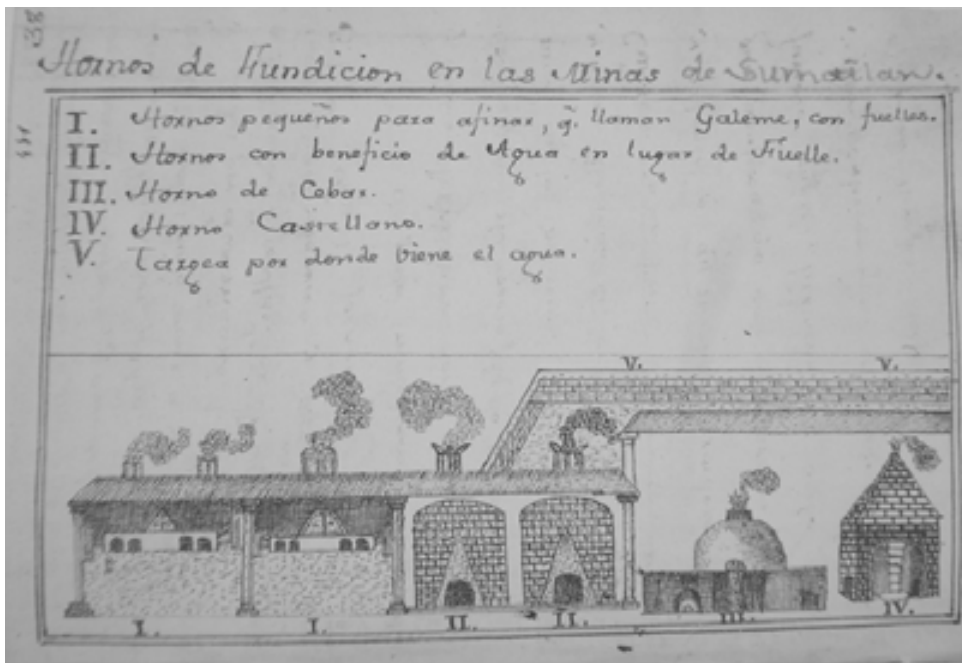 38
Hornos de Fundicion en las Minas de Sumatlan.
I. Hornos pequeños para afinar, q̃. llaman Galeme, con fuelles.
II. Hornos con beneficio de Agua en lugar de Fuelle.
III. Horno de Cebar.
IV. Horno Castellano.
V. Targea por donde viene el agua.
V. V.
I. I. II. II. III. IV.